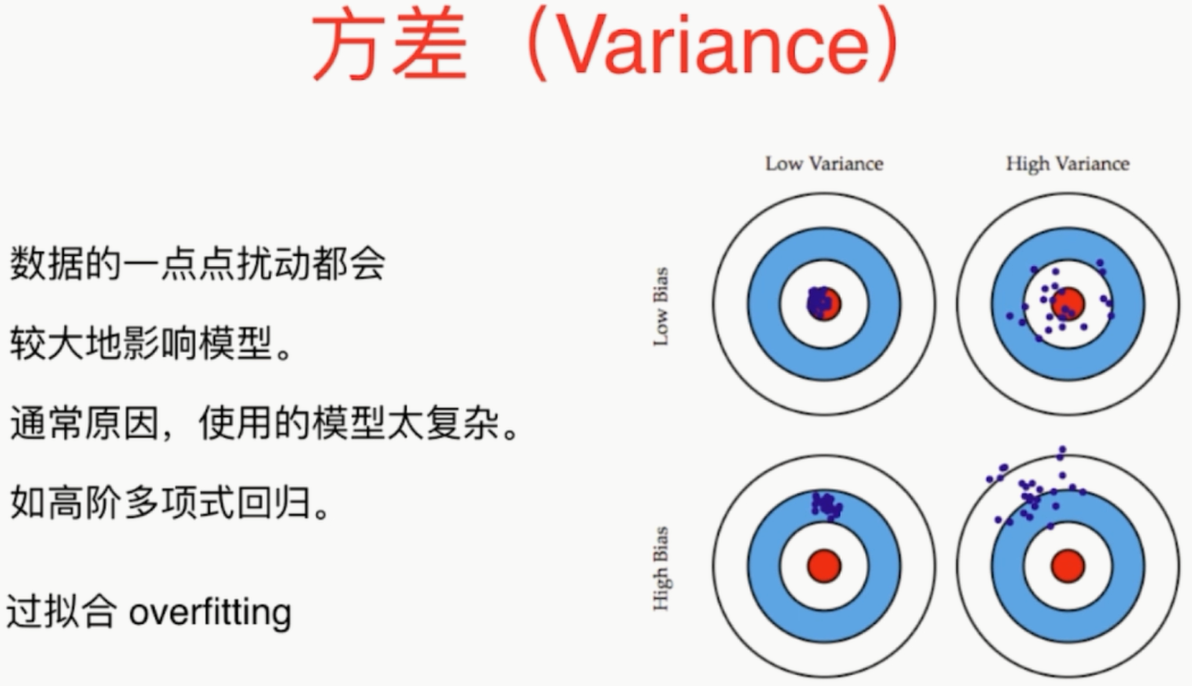 方差（Variance）
数据的一点点扰动都会
较大地影响模型。
通常原因，使用的模型太复杂。
如高阶多项式回归。
过拟合 overfitting
Low Variance
High Variance
Low Bias
High Bias